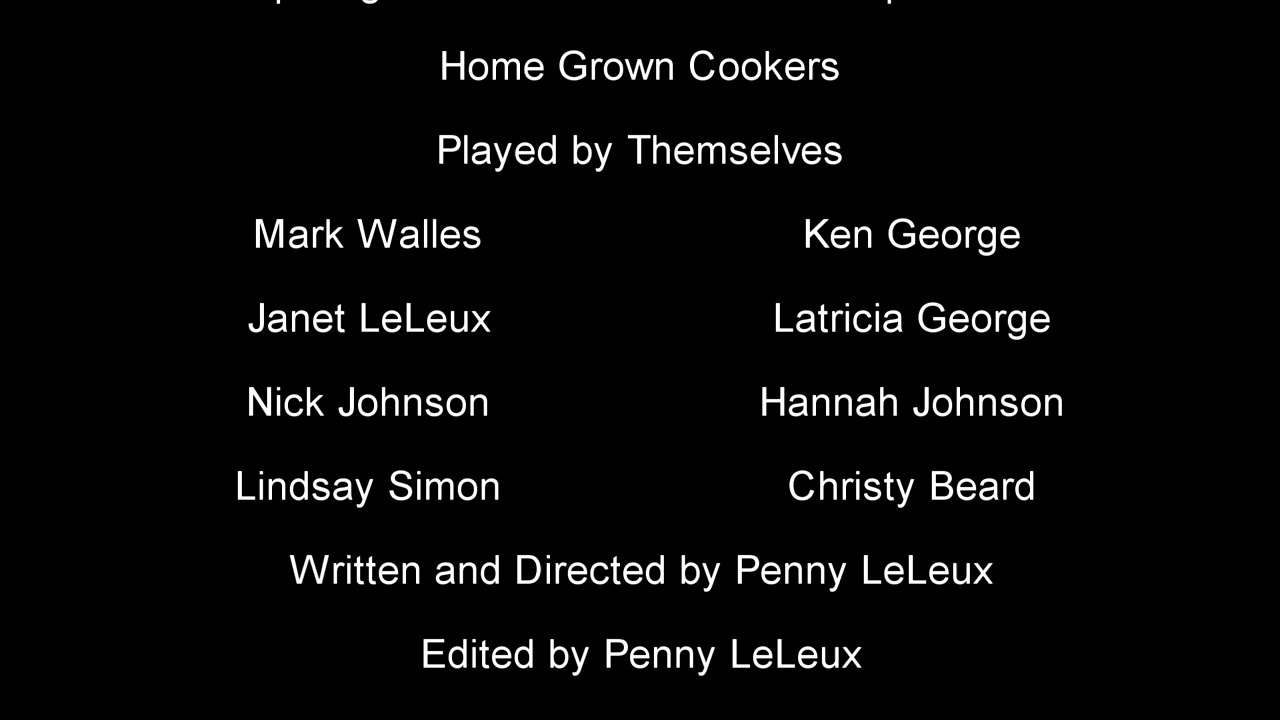 Home Grown Cookers
Played by Themselves
Mark Walles Ken George
Janet LeLeux Latricia George
Nick Johnson Hannah Johnson
Lindsay Simon Christy Beard
Written and Directed by Penny LeLeux
Edited by Penny LeLeux